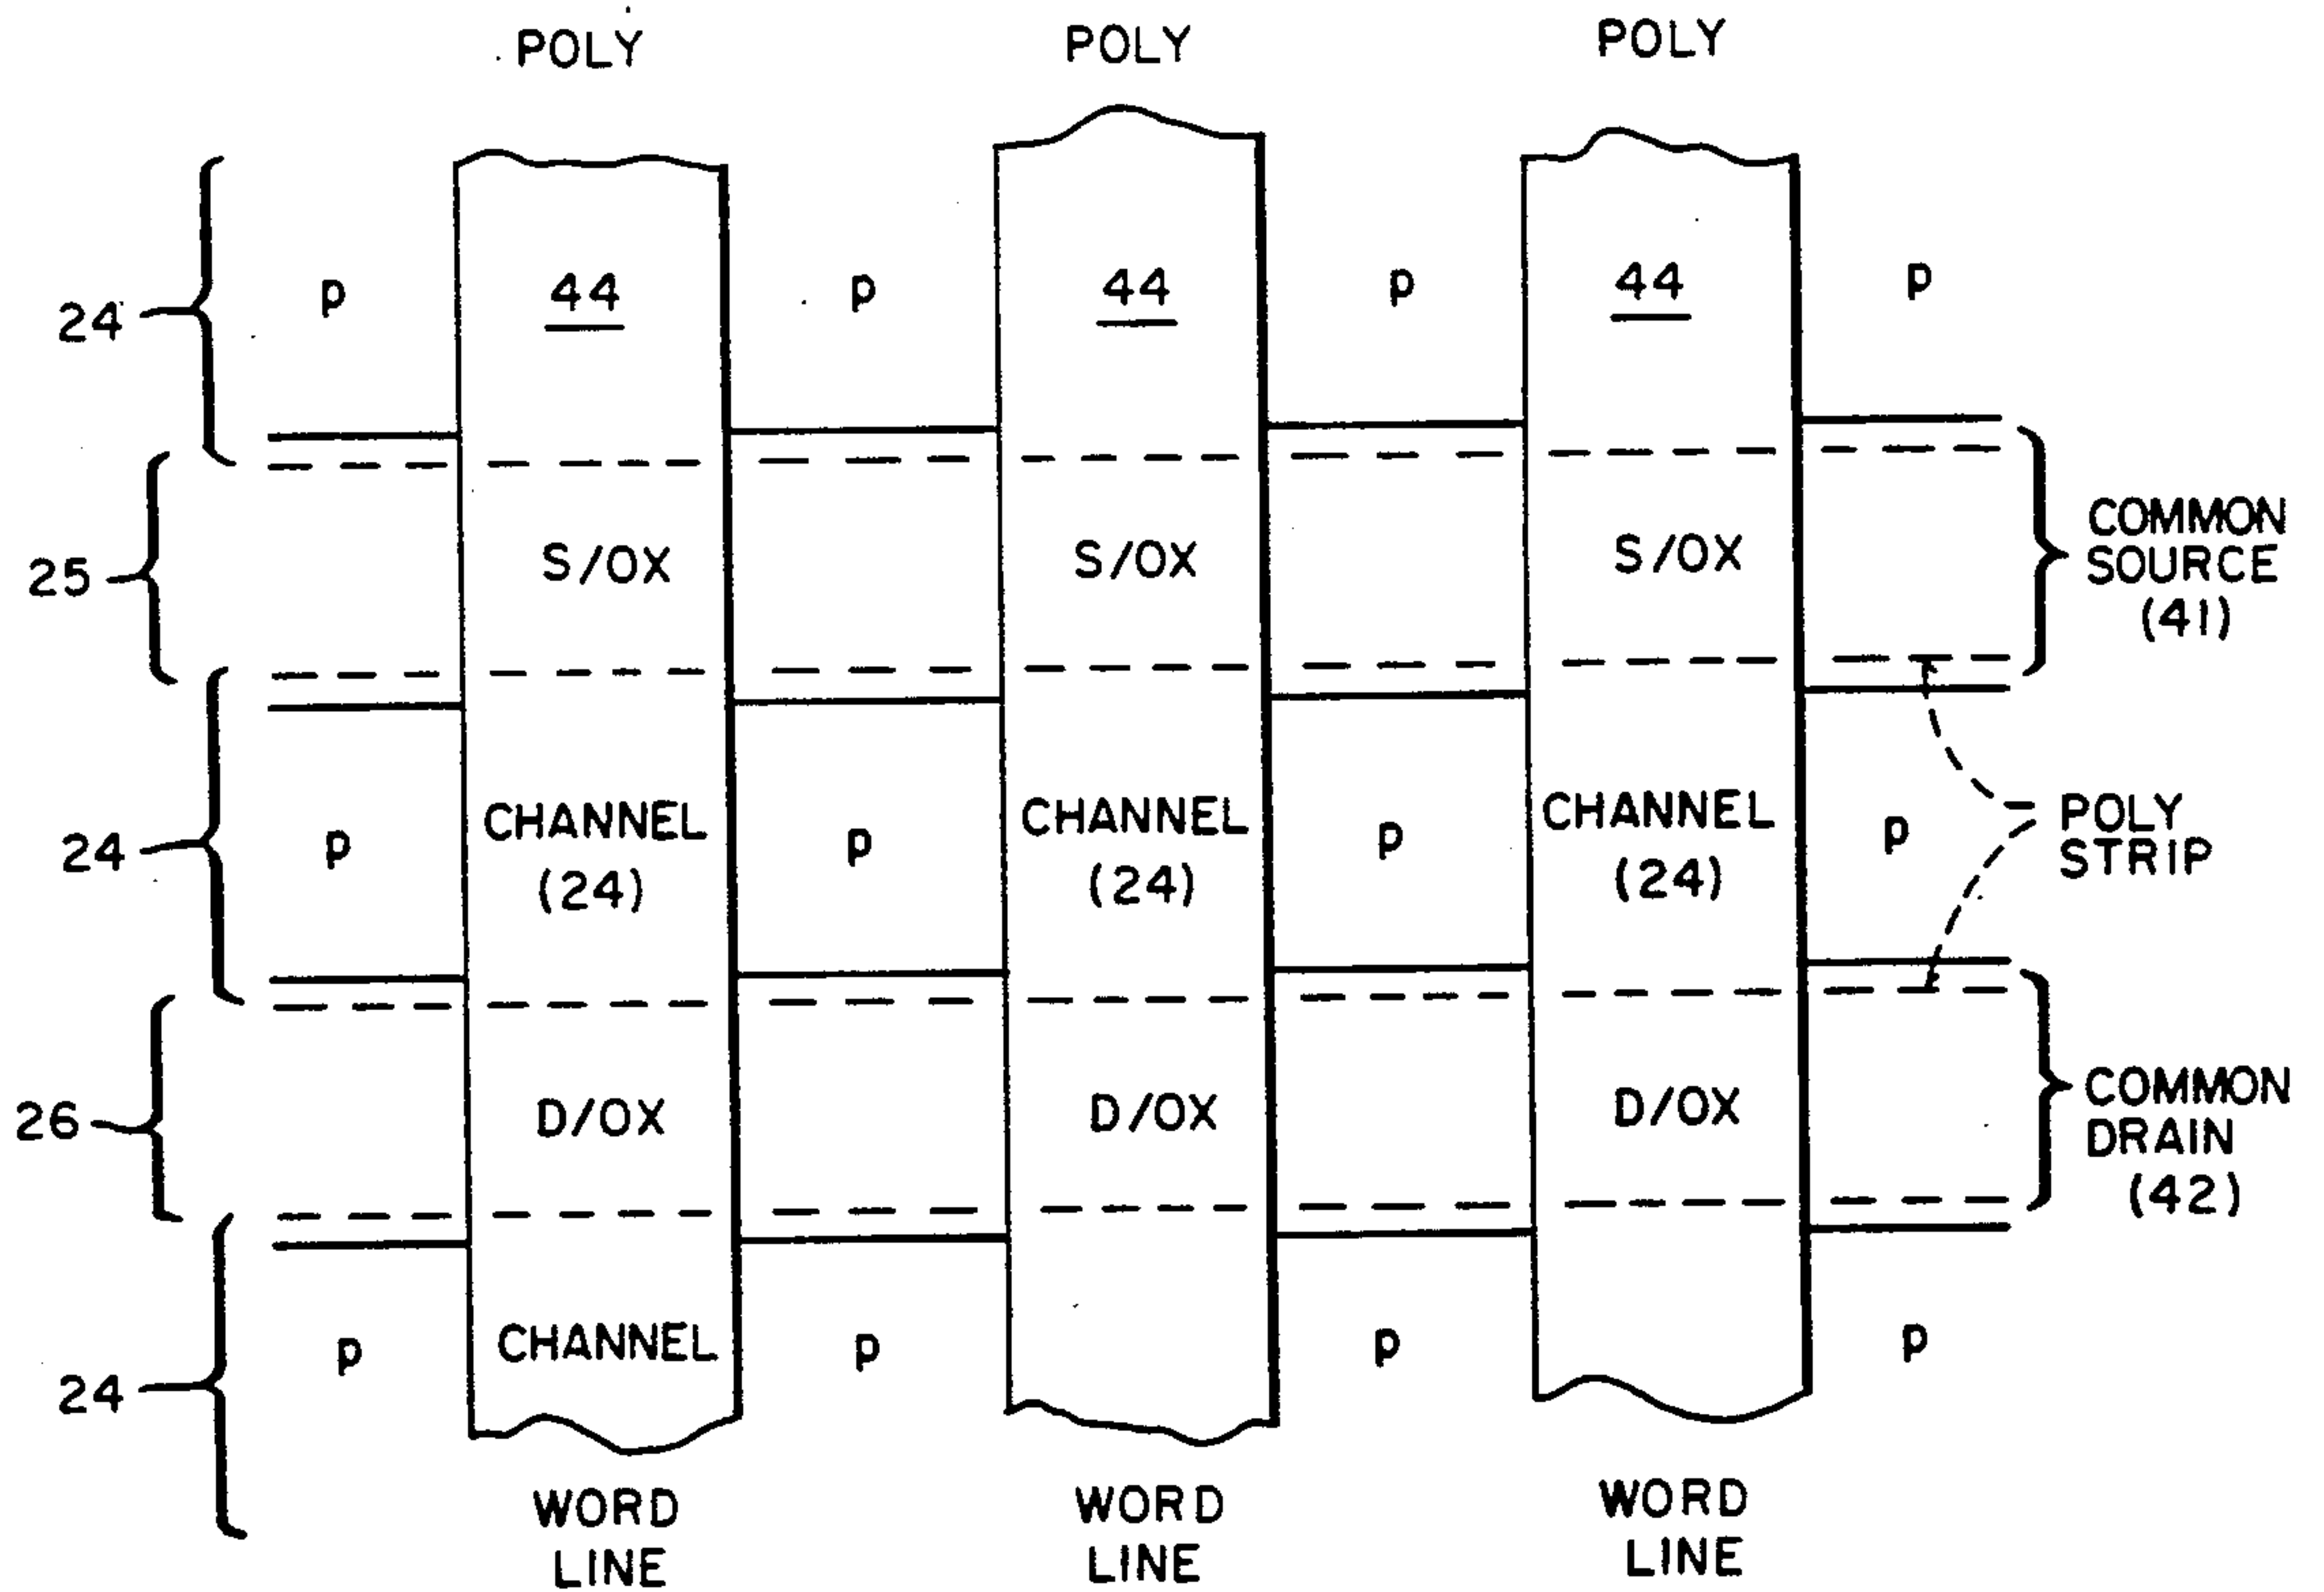 POLY POLY POLY
24 p 44 p 44 p 44 p
25 S/OX S/OX S/OX COMMON
SOURCE
(41)
24 p CHANNEL p CHANNEL p CHANNEL p POLY
(24) (24) (24) STRIP
26 D/OX D/OX D/OX COMMON
DRAIN
(42)
24 p CHANNEL p p p
WORD WORD WORD
LINE LINE LINE